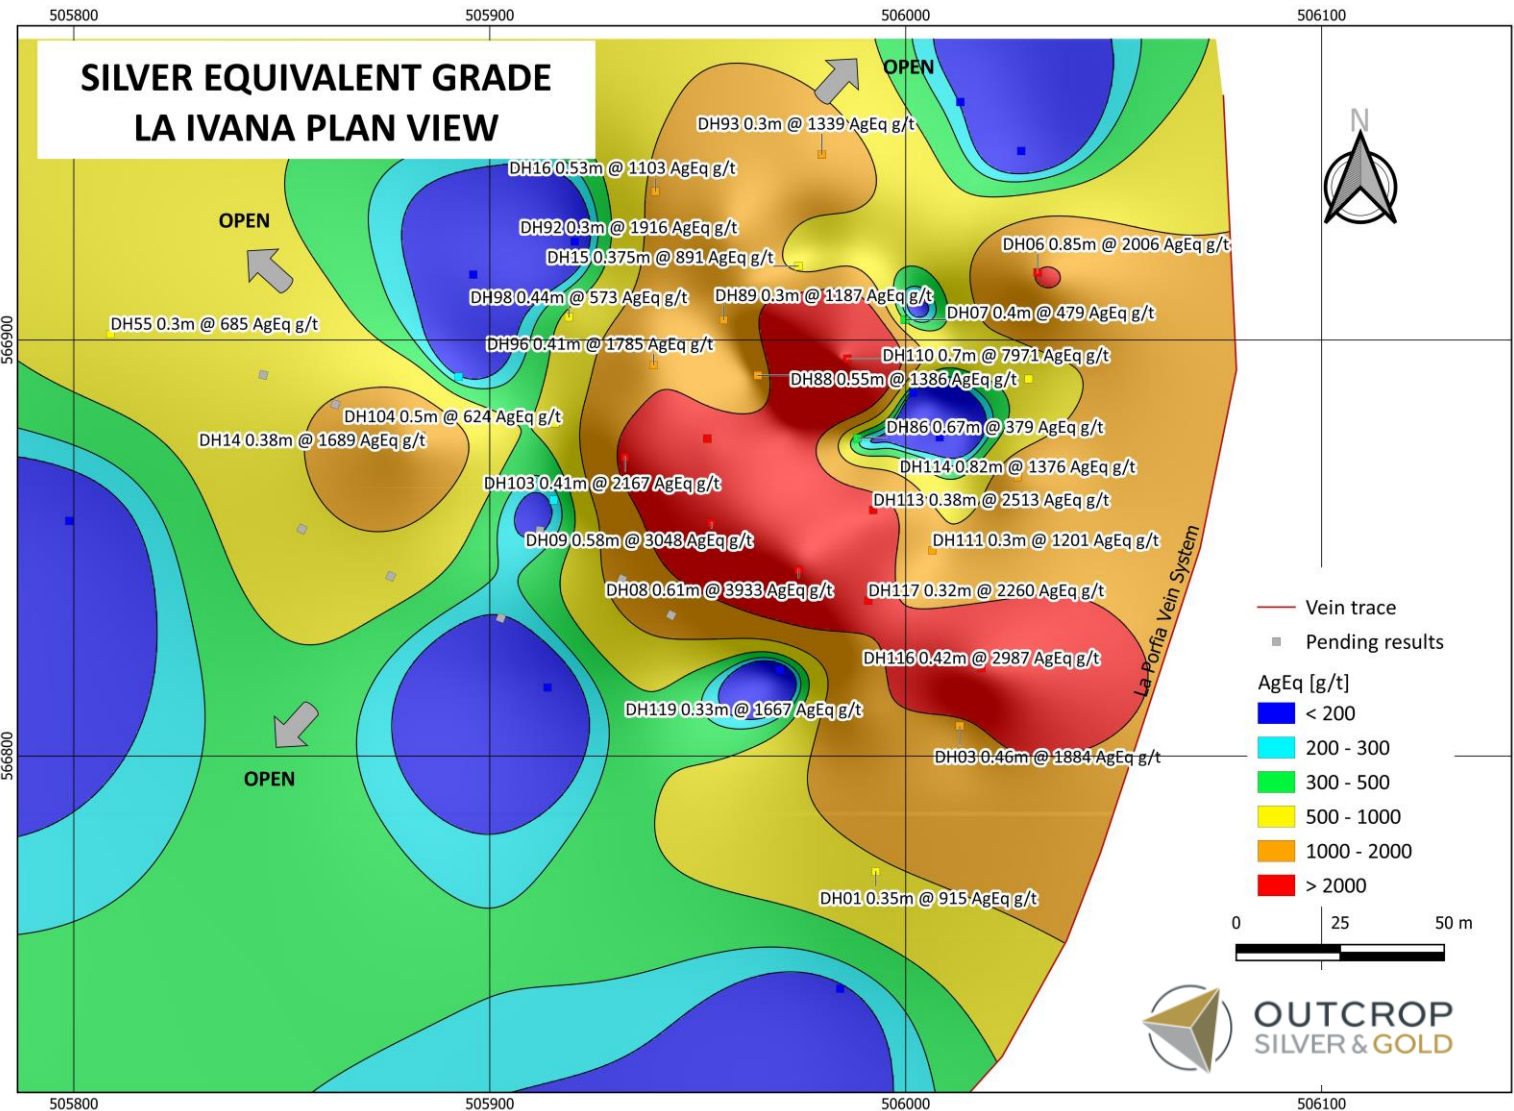 505800
505900
506000
506100
SILVER EQUIVALENT GRADE
LA IVANA PLAN VIEW
OPEN
N
DH93 0.3m @ 1339 AgEq g/t
DH16 0.53m @ 1103 AgEq g/t
OPEN
DH92 0.3m @ 1916 AgEq g/t
DH06 0.85m @ 2006 AgEq g/t
DH15 0.375m @ 891 AgEq g/t
DH98 0.44m @ 573 AgEq g/t
DH89 0.3m @ 1187 AgEq g/t
DH07 0.4m @ 479 AgEq g/t
DH55 0.3m @ 685 AgEq g/t
566900
DH96 0.41m @ 1785 AgEq g/t
DH110 0.7m @ 7971 AgEq g/t
DH88 0.55m @ 1386 AgEq g/t
DH104 0.5m @ 624 AgEq g/t
DH86 0.67m @ 379 AgEq g/t
DH14 0.38m @ 1689 AgEq g/t
DH114 0.82m @ 1376 AgEq g/t
DH103 0.41m @ 2167 AgEq g/t
DH113 0.38m @ 2513 AgEq g/t
DH09 0.58m @ 3048 AgEq g/t
DH111 0.3m @ 1201 AgEq g/t
DH08 0.61m @ 3933 AgEq g/t
DH117 0.32m @ 2260 AgEq g/t
La Porfia Vein System
DH116 0.42m @ 2987 AgEq g/t
DH119 0.33m @ 1667 AgEq g/t
566800
DH03 0.46m @ 1884 AgEq g/t
OPEN
DH01 0.35m @ 915 AgEq g/t
Vein trace
Pending results
AgEq [g/t]
< 200
200 - 300
300 - 500
500 - 1000
1000 - 2000
> 2000
0 25 50 m
OUTCROP
SILVER & GOLD
505800
505900
506000
506100